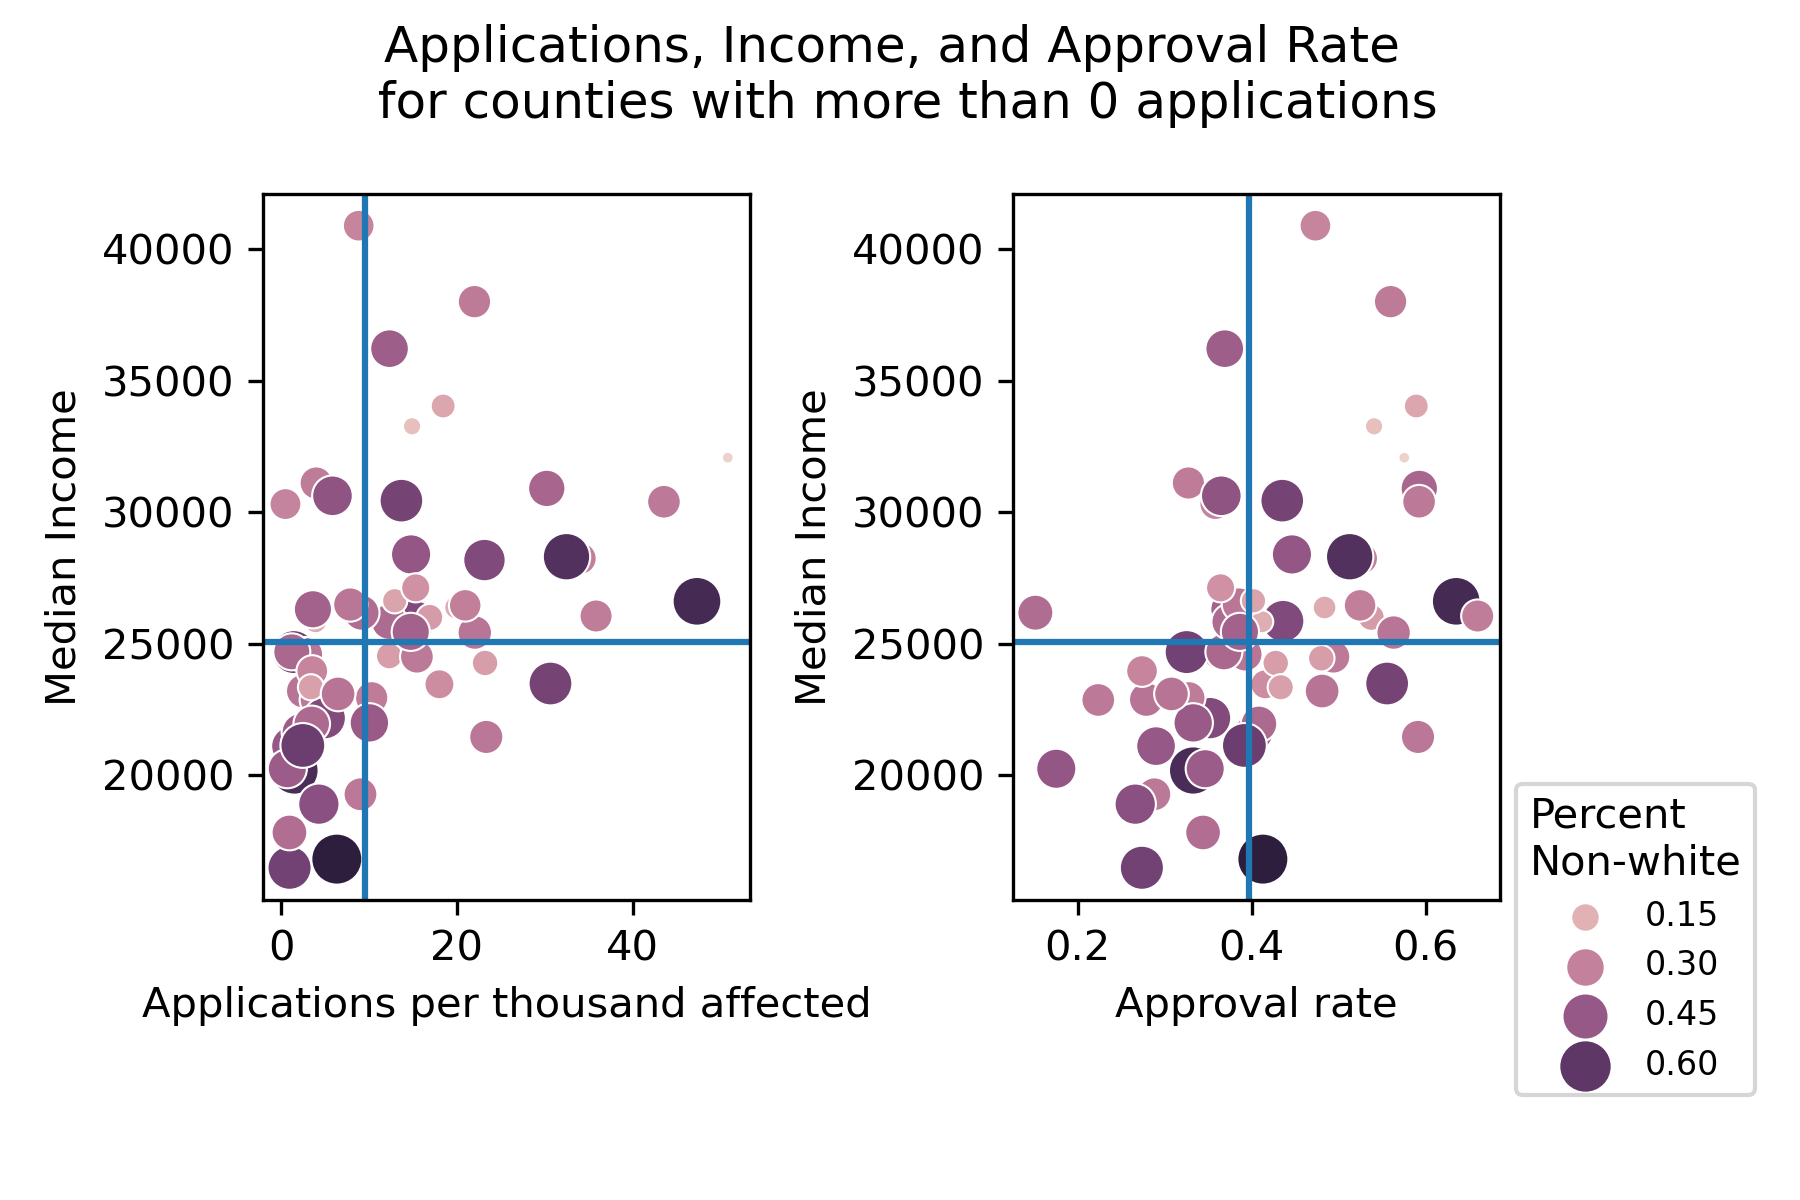 Applications, Income, and Approval Rate
for counties with more than 0 applications
Median Income
40000
35000
30000
25000
20000
0
20
40
Applications per thousand affected
Median Income
40000
35000
30000
25000
20000
0.2
0.4
0.6
Approval rate
Percent
Non-white
0.15
0.30
0.45
0.60